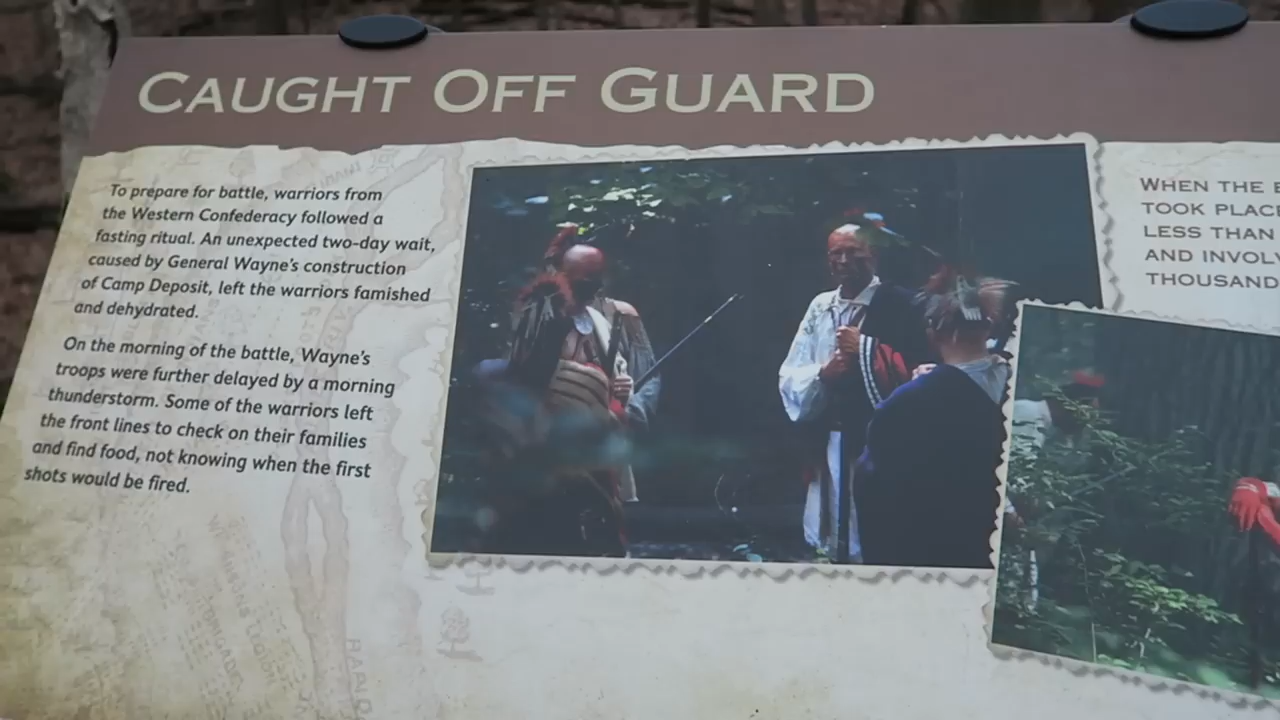 CAUGHT OFF GUARD
To prepare for battle, warriors from
the Western Confederacy followed a
fasting ritual. An unexpected two-day wait,
caused by General Wayne's construction
of Camp Deposit, left the warriors famished
and dehydrated.
On the morning of the battle, Wayne's
troops were further delayed by a morning
thunderstorm. Some of the warriors left
the front lines to check on their families
and find food, not knowing when the first
shots would be fired.
WHEN THE
TOOK PLAC
LESS THAN
AND INVOL
THOUSAND